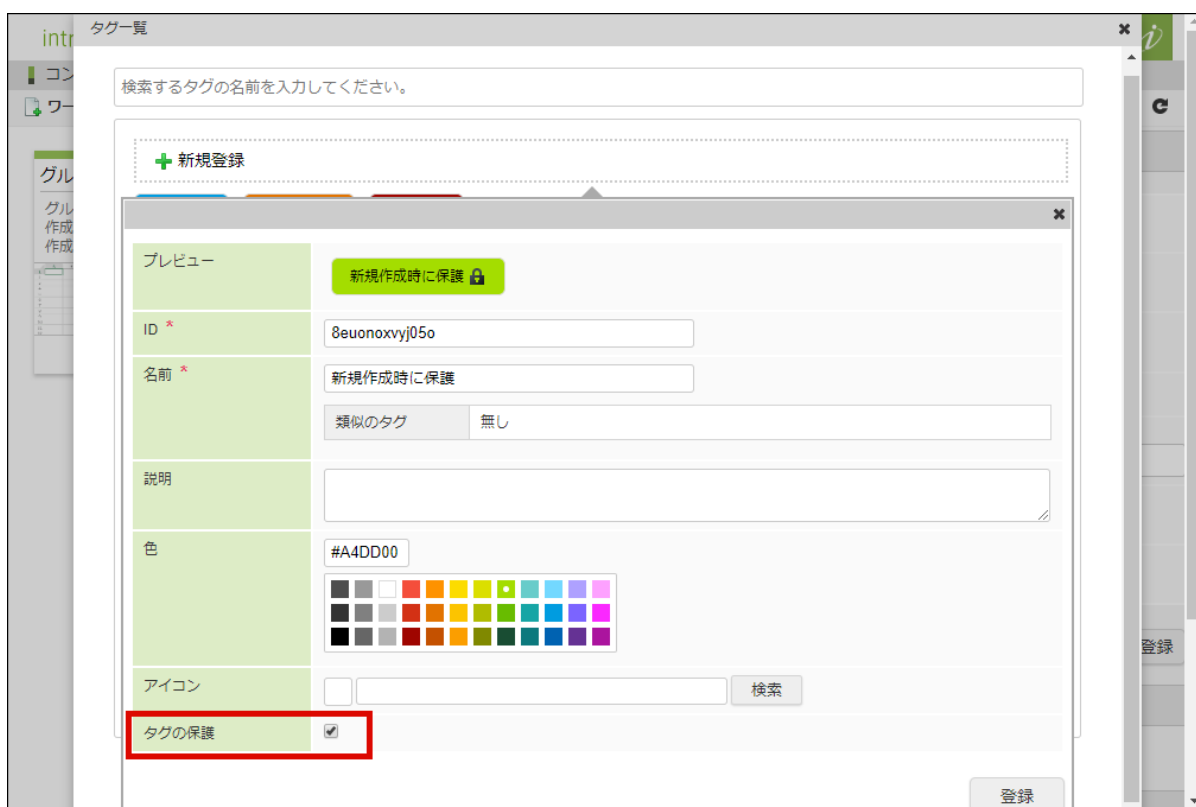 タグ一覧
intr
コン
ワー
検索するタグの名前を入力してください。
新規登録
グル
グル
作成
作成
プレビュー
新規作成時に保護
ID *
8euonoxvyj05o
名前 *
新規作成時に保護
類似のタグ 無し
説明
色
#A4DD00
アイコン
検索
タグの保護
登録
登録